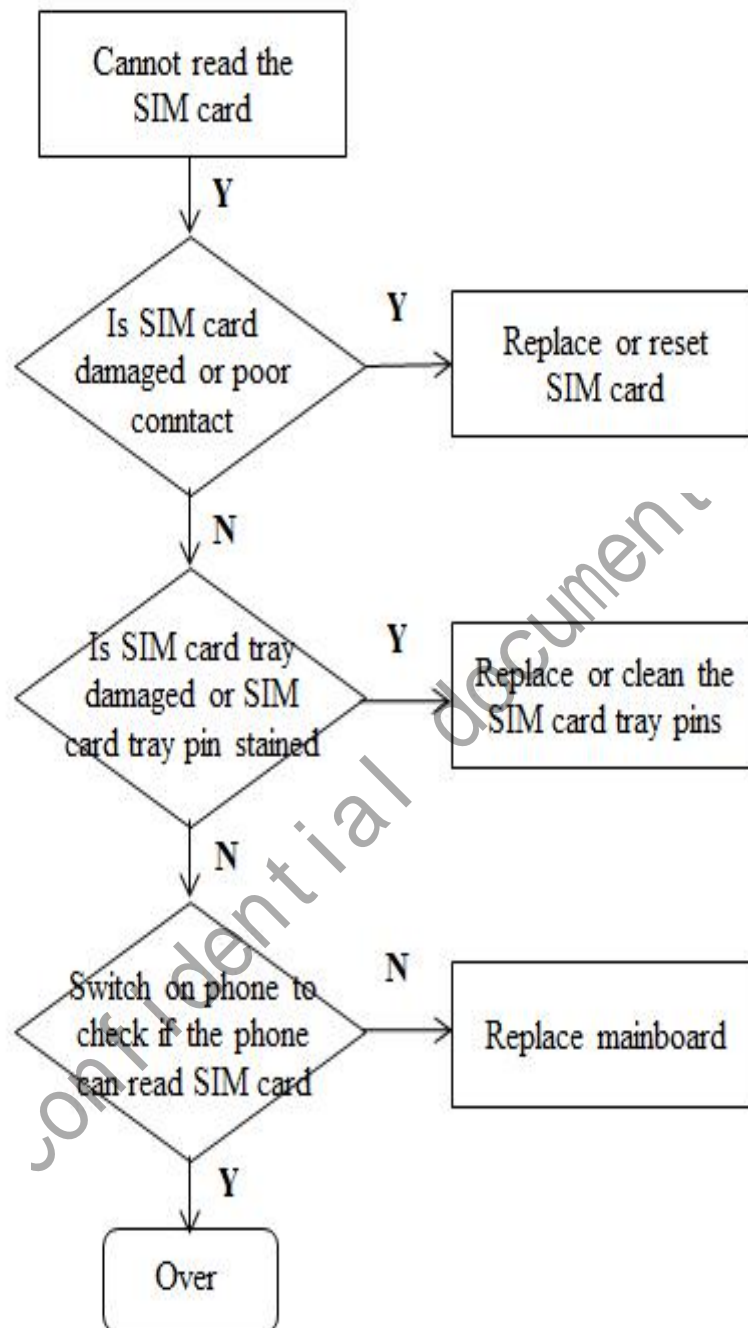 Cannot read the
SIM card
Y
Is SIM card
damaged or poor
conntact
Y
Replace or reset
SIM card
N
Is SIM card tray
damaged or SIM
card tray pin stained
Y
Replace or clean the
SIM card tray pins
N
Switch on phone to
check if the phone
can read SIM card
N
Replace mainboard
Y
Over
confidential document